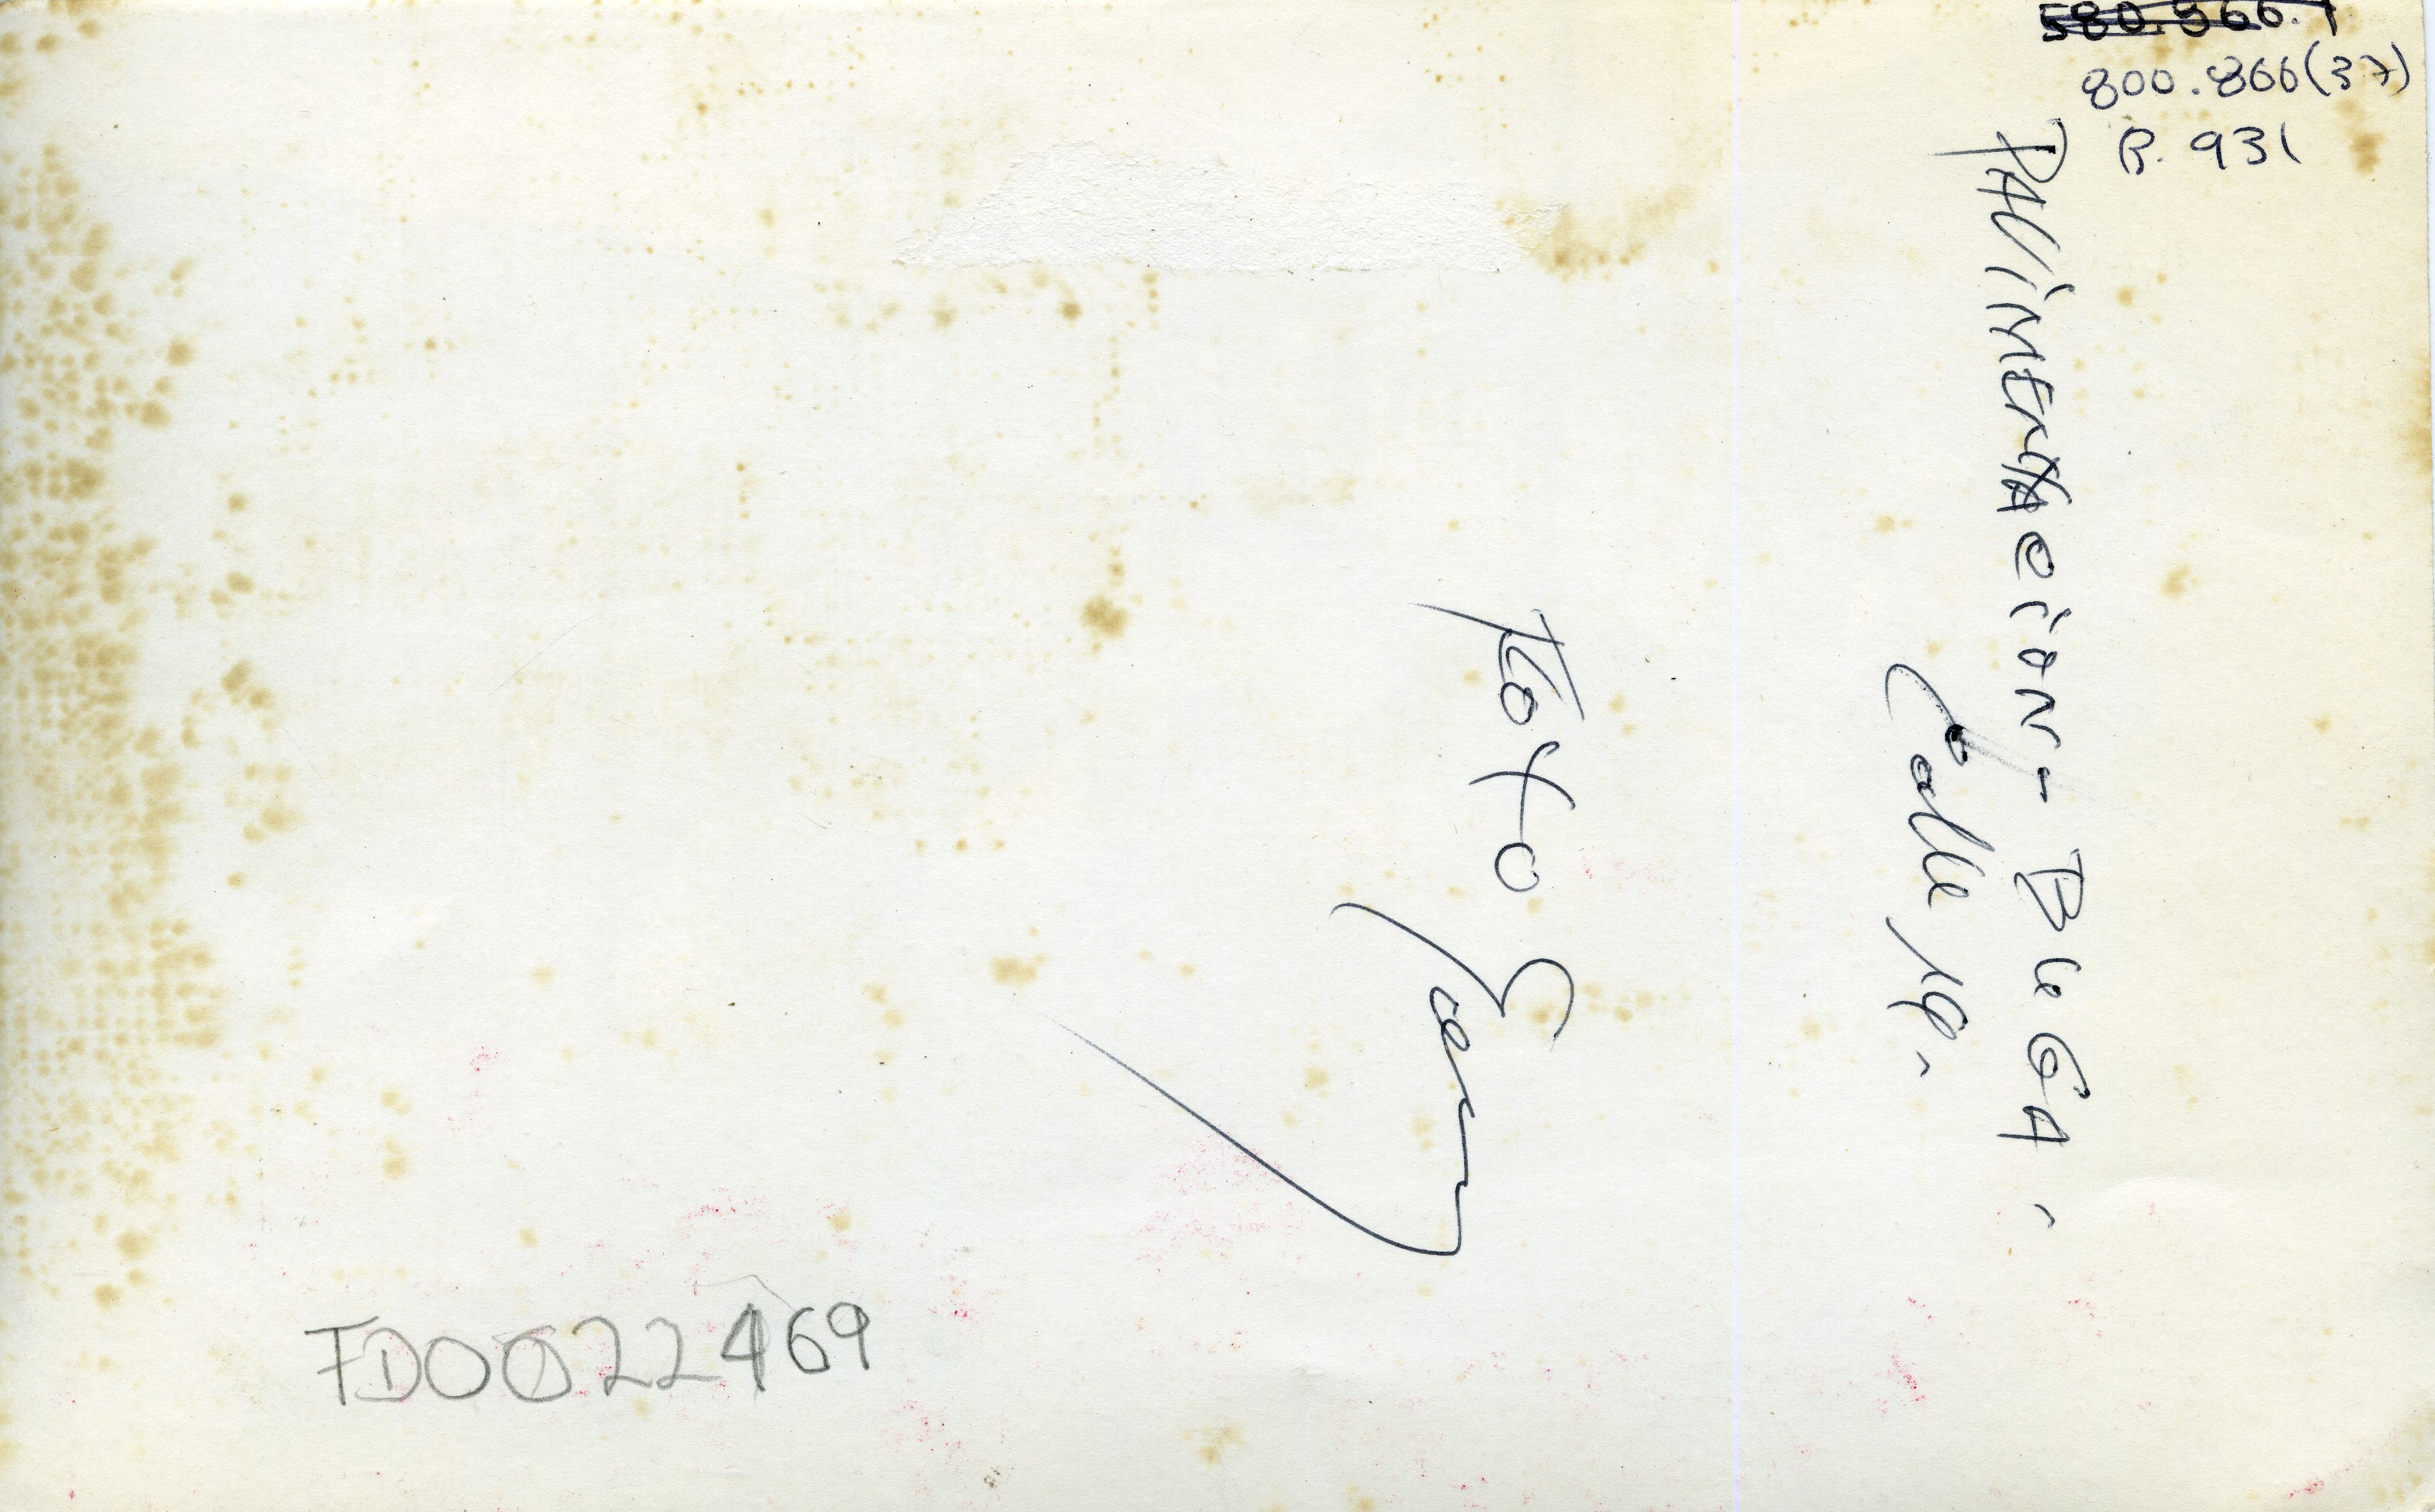 580.866.1
800.866(37)
B. 931
PAVIMENTACION - BUGA.
Calle 19.
Foto
FD0022469